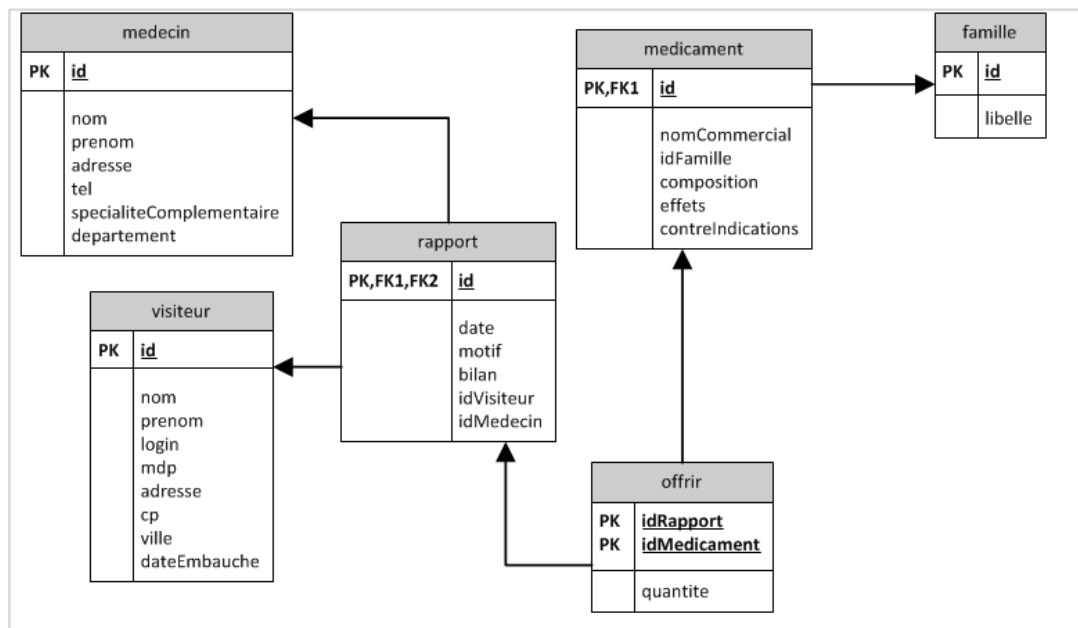 medecin
PK id
nom
prenom
adresse
tel
specialiteComplementaire
departement
medicament
PK,FK1 id
nomCommercial
idFamille
composition
effets
contreIndications
famille
PK id
libelle
rapport
PK,FK1,FK2 id
date
motif
bilan
idVisiteur
idMedecin
visiteur
PK id
nom
prenom
login
mdp
adresse
cp
ville
dateEmbauche
offrir
PK idRapport
PK idMedicament
quantite